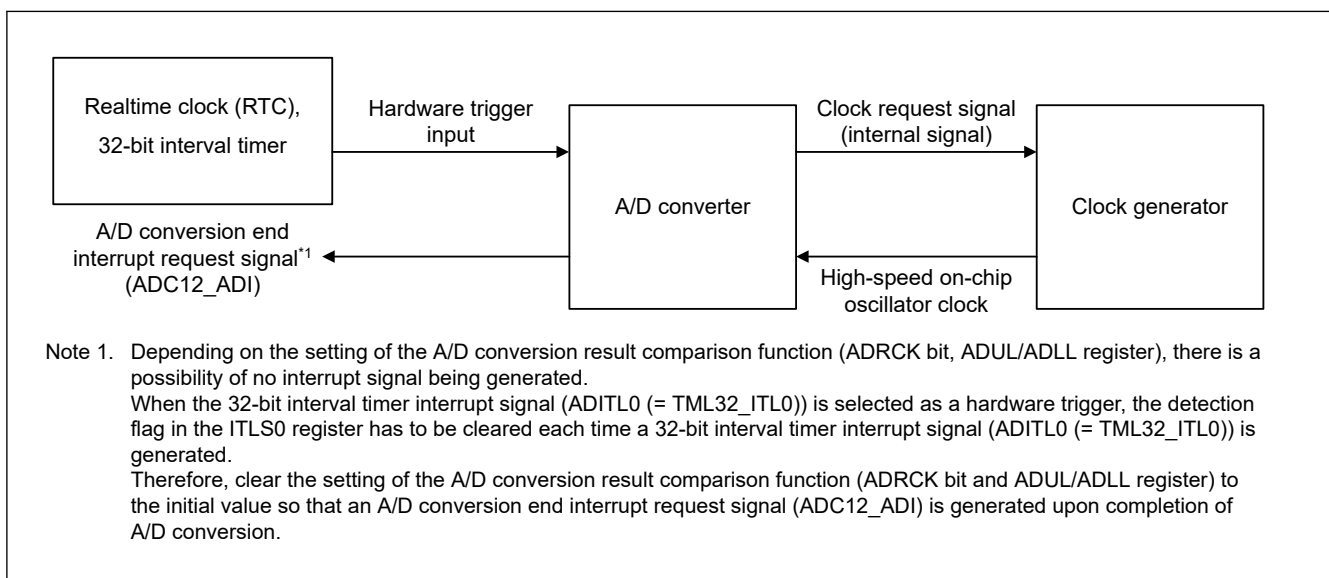 Realtime clock (RTC),
32-bit interval timer
Hardware trigger
input
A/D converter
Clock request signal
(internal signal)
Clock generator
A/D conversion end
interrupt request signal*1
(ADC12_ADI)
High-speed on-chip
oscillator clock
Note 1. Depending on the setting of the A/D conversion result comparison function (ADRCK bit, ADUL/ADLL register), there is a
possibility of no interrupt signal being generated.
When the 32-bit interval timer interrupt signal (ADITL0 (= TML32_ITL0)) is selected as a hardware trigger, the detection
flag in the ITLS0 register has to be cleared each time a 32-bit interval timer interrupt signal (ADITL0 (= TML32_ITL0)) is
generated.
Therefore, clear the setting of the A/D conversion result comparison function (ADRCK bit and ADUL/ADLL register) to
the initial value so that an A/D conversion end interrupt request signal (ADC12_ADI) is generated upon completion of
A/D conversion.